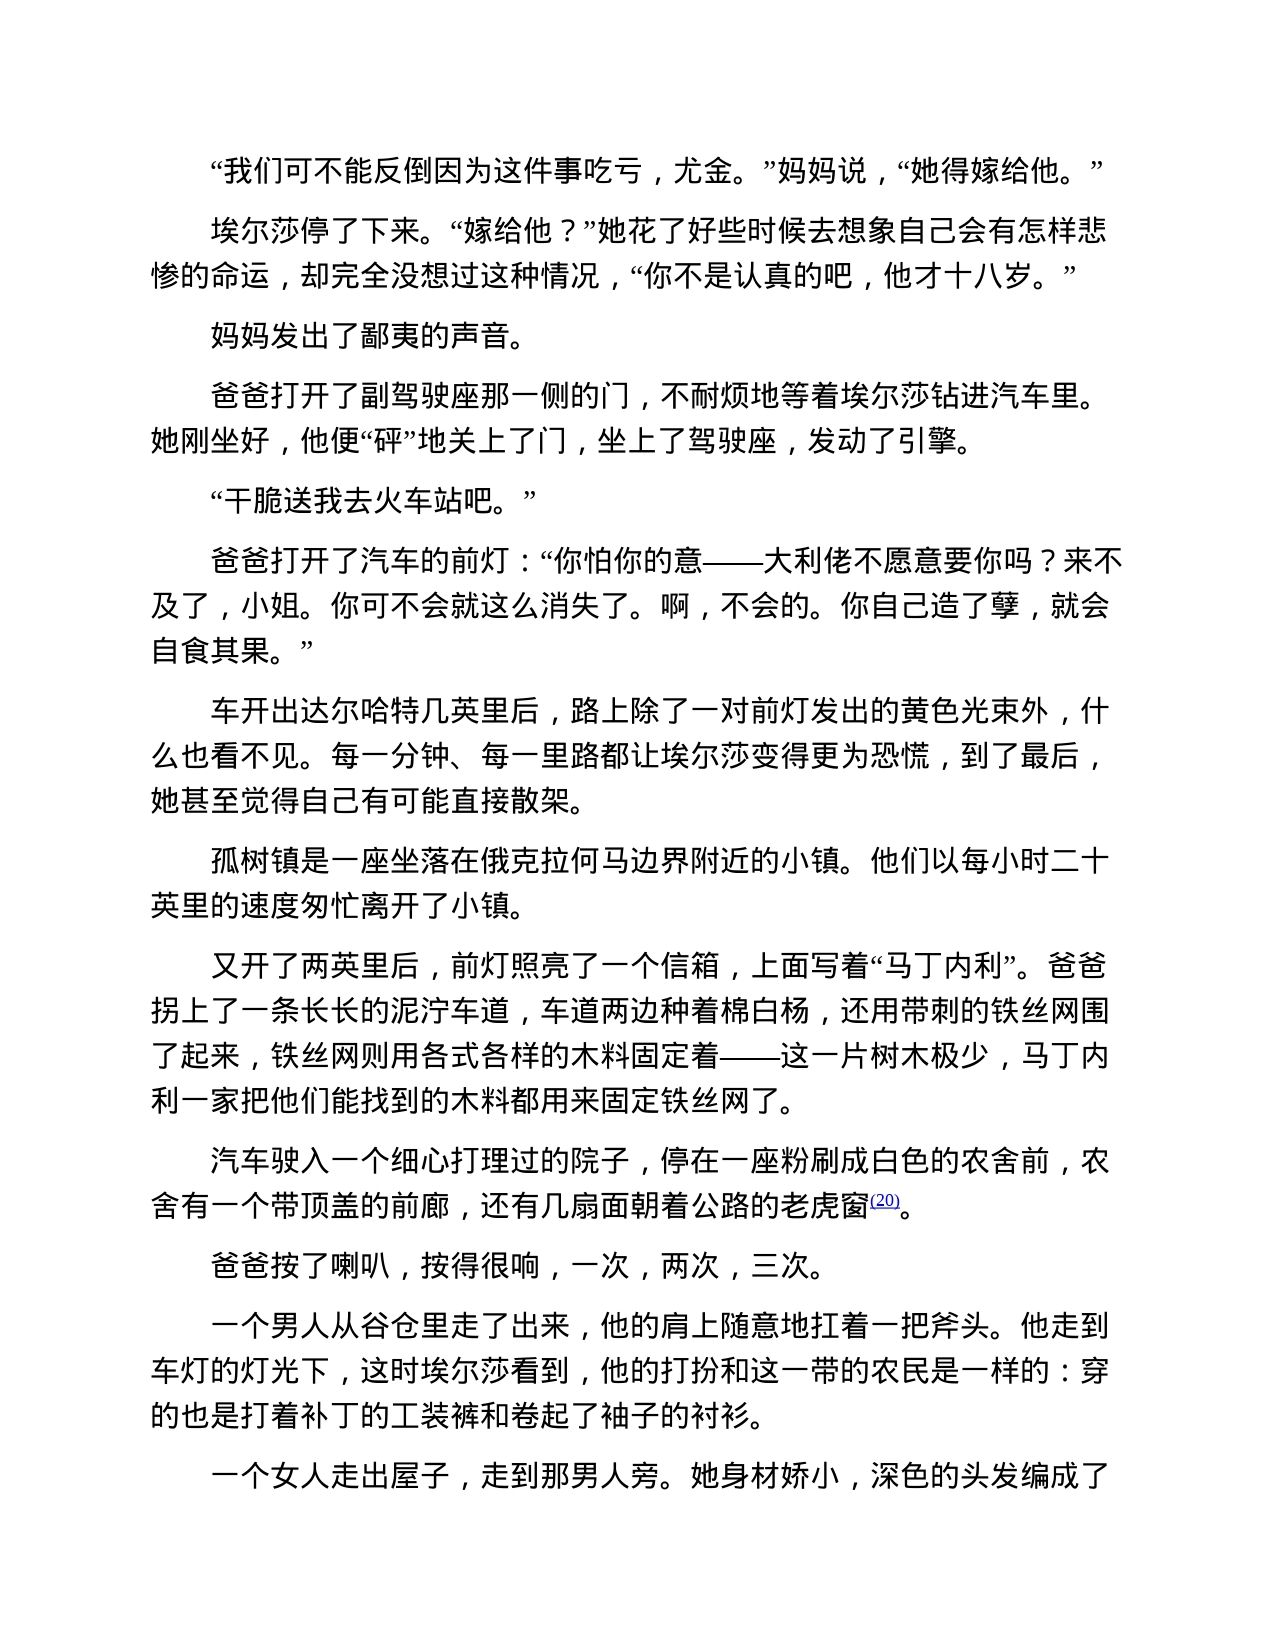 “我们可不能反倒因为这件事吃亏，尤金。”妈妈说，“她得嫁给他。”
埃尔莎停了下来。“嫁给他？”她花了好些时候去想象自己会有怎样悲
惨的命运，却完全没想过这种情况，“你不是认真的吧，他才十八岁。”
妈妈发出了鄙夷的声音。
爸爸打开了副驾驶座那一侧的门，不耐烦地等着埃尔莎钻进汽车里。
她刚坐好，他便“砰”地关上了门，坐上了驾驶座，发动了引擎。
“干脆送我去火车站吧。”
爸爸打开了汽车的前灯：“你怕你的意——大利佬不愿意要你吗？来不
及了，小姐。你可不会就这么消失了。啊，不会的。你自己造了孽，就会
自食其果。”
车开出达尔哈特几英里后，路上除了一对前灯发出的黄色光束外，什
么也看不见。每一分钟、每一里路都让埃尔莎变得更为恐慌，到了最后，
她甚至觉得自己有可能直接散架。
孤树镇是一座坐落在俄克拉何马边界附近的小镇。他们以每小时二十
英里的速度匆忙离开了小镇。
又开了两英里后，前灯照亮了一个信箱，上面写着“马丁内利”。爸爸
拐上了一条长长的泥泞车道，车道两边种着棉白杨，还用带刺的铁丝网围
了起来，铁丝网则用各式各样的木料固定着——这一片树木极少，马丁内
利一家把他们能找到的木料都用来固定铁丝网了。
汽车驶入一个细心打理过的院子，停在一座粉刷成白色的农舍前，农
舍有一个带顶盖的前廊，还有几扇面朝着公路的老虎窗(20)。
爸爸按了喇叭，按得很响，一次，两次，三次。
一个男人从谷仓里走了出来，他的肩上随意地扛着一把斧头。他走到
车灯的灯光下，这时埃尔莎看到，他的打扮和这一带的农民是一样的：穿
的也是打着补丁的工装裤和卷起了袖子的衬衫。
一个女人走出屋子，走到那男人旁。她身材娇小，深色的头发编成了